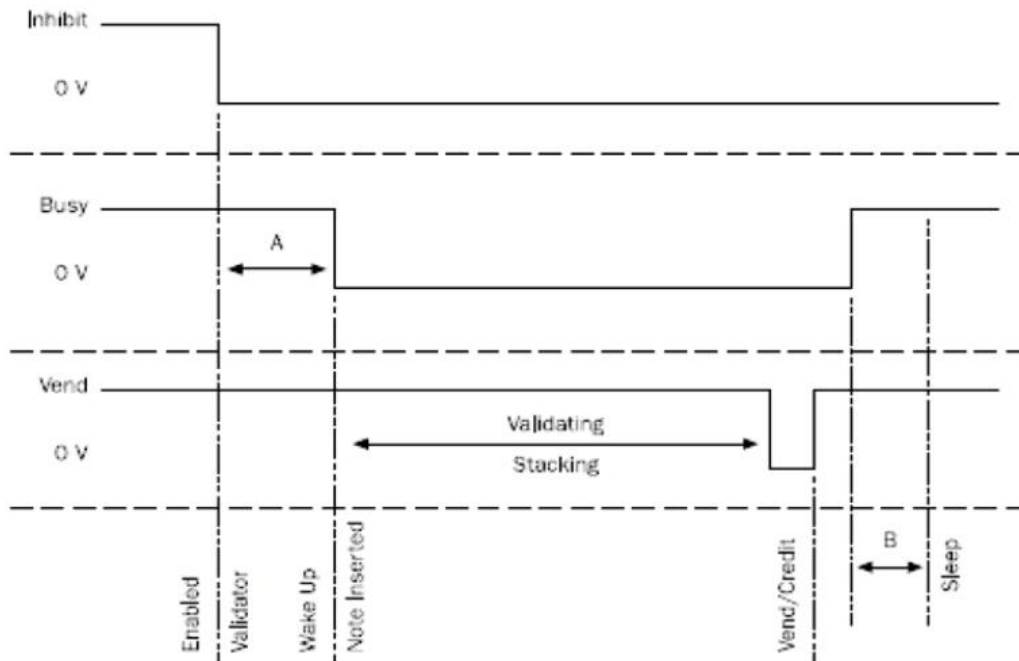 Inhibit
0 V
Busy
A
0 V
Vend
Validating
0 V
Stacking
Enabled
Validator
Wake Up
Note Inserted
Vend/Credit
B
Sleep